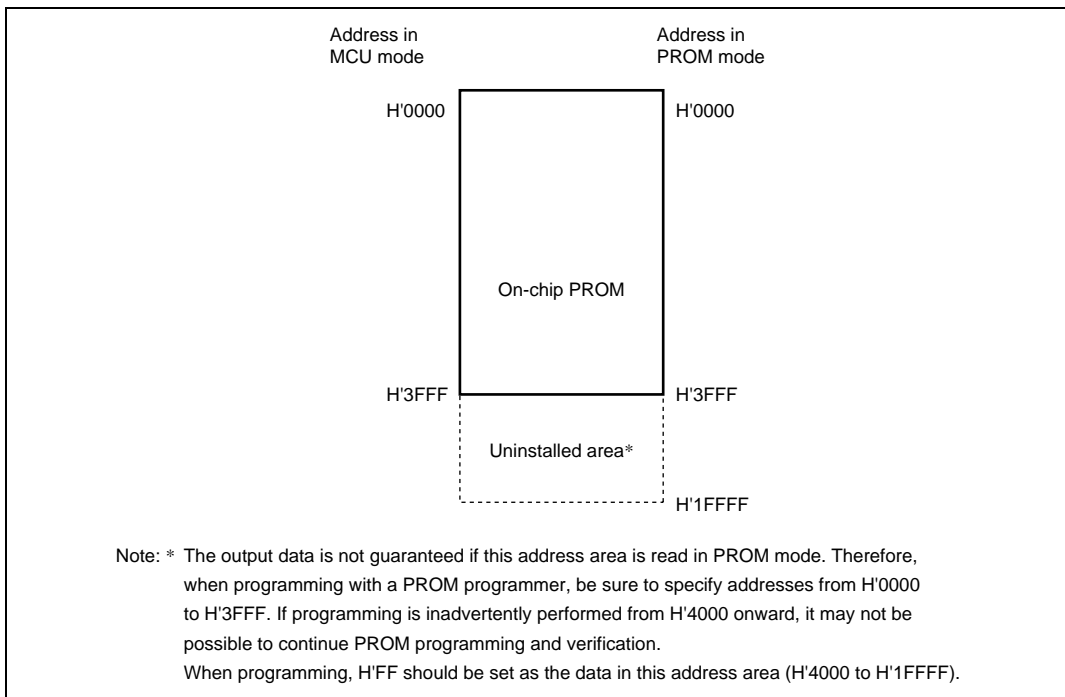 Address in
MCU mode
Address in
PROM mode
H'0000
H'0000
On-chip PROM
H'3FFF
H'3FFF
Uninstalled area*
H'1FFFF
Note: * The output data is not guaranteed if this address area is read in PROM mode. Therefore,
when programming with a PROM programmer, be sure to specify addresses from H'0000
to H'3FFF. If programming is inadvertently performed from H'4000 onward, it may not be
possible to continue PROM programming and verification.
When programming, H'FF should be set as the data in this address area (H'4000 to H'1FFFF).